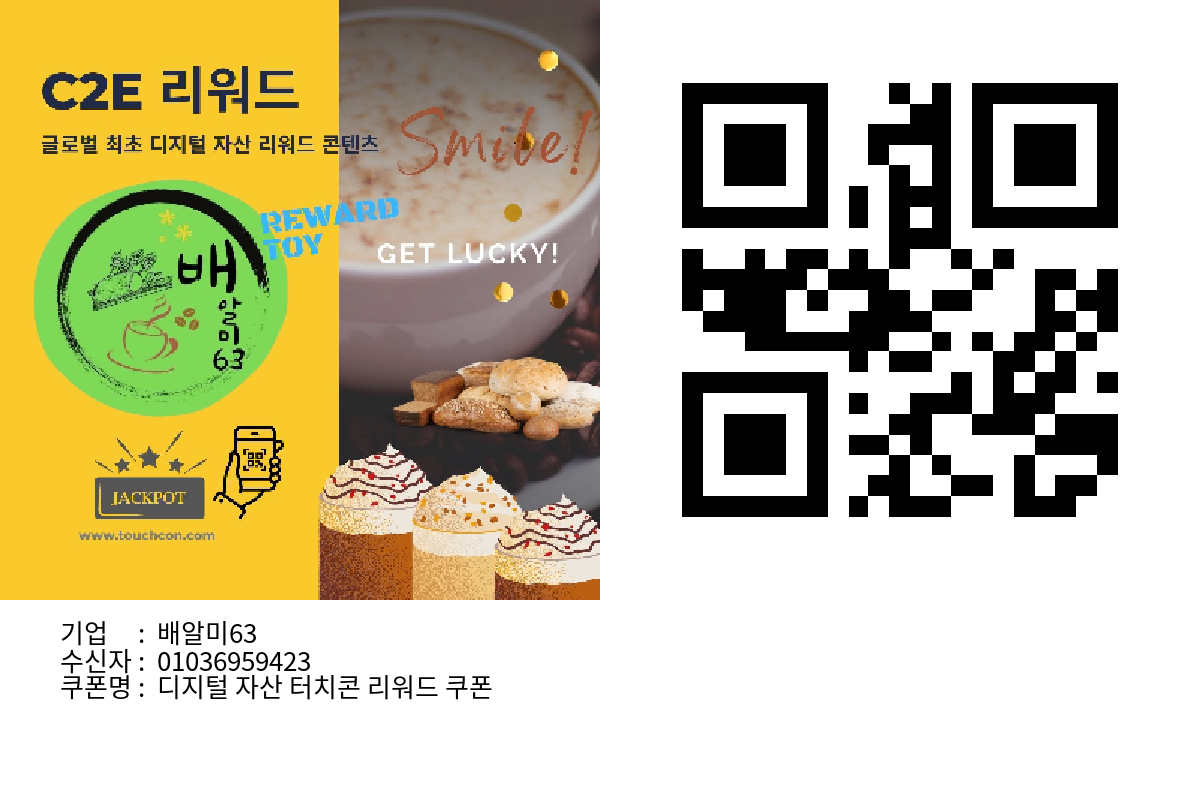 C2E 리워드
글로벌 최초 디지털 자산 리워드 콘텐츠
Smile!
REWARD
TOY
GET LUCKY!
배
알
미
63
JACKPOT
www.touchcon.com
기업 : 배알미63
수신자 : 01036959423
쿠폰명 : 디지털 자산 터치콘 리워드 쿠폰